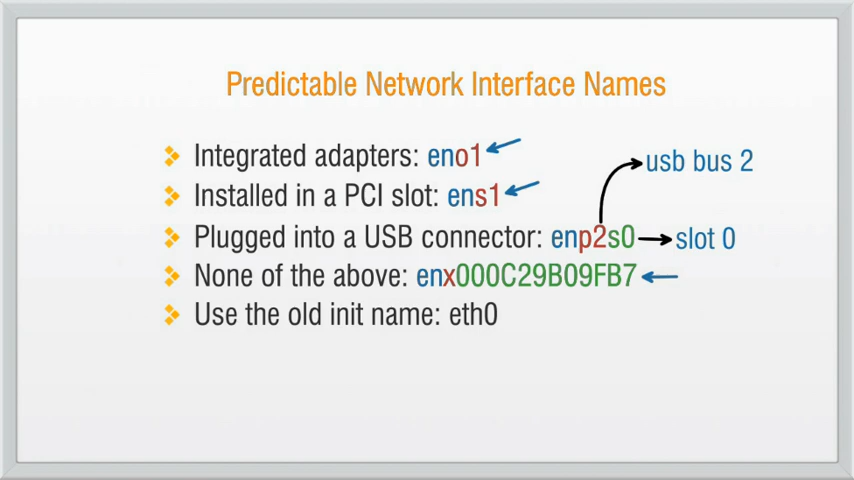 Predictable Network Interface Names
Integrated adapters: eno1
Installed in a PCI slot: ens1
usb bus 2
Plugged into a USB connector: enp2s0
slot 0
None of the above: enx000C29B09FB7
Use the old init name: eth0